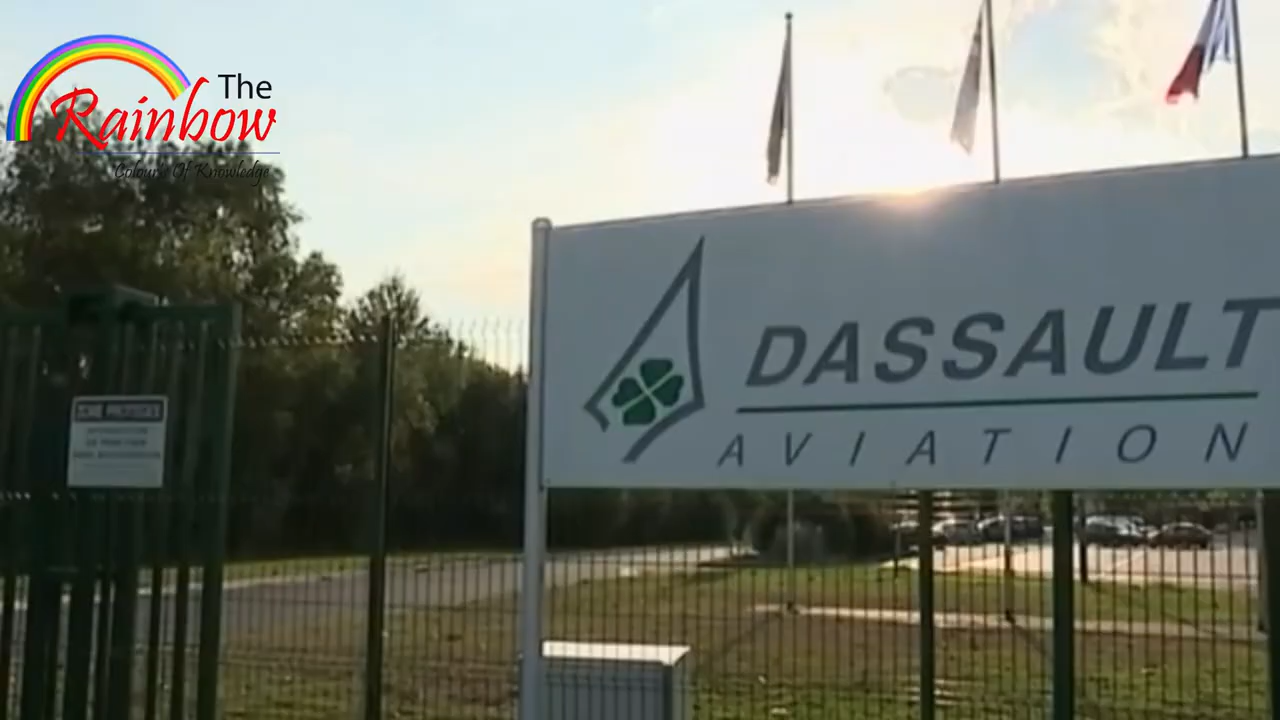 The
Rainbow
Colours Of Knowledge
DASSAULT
AVIATION